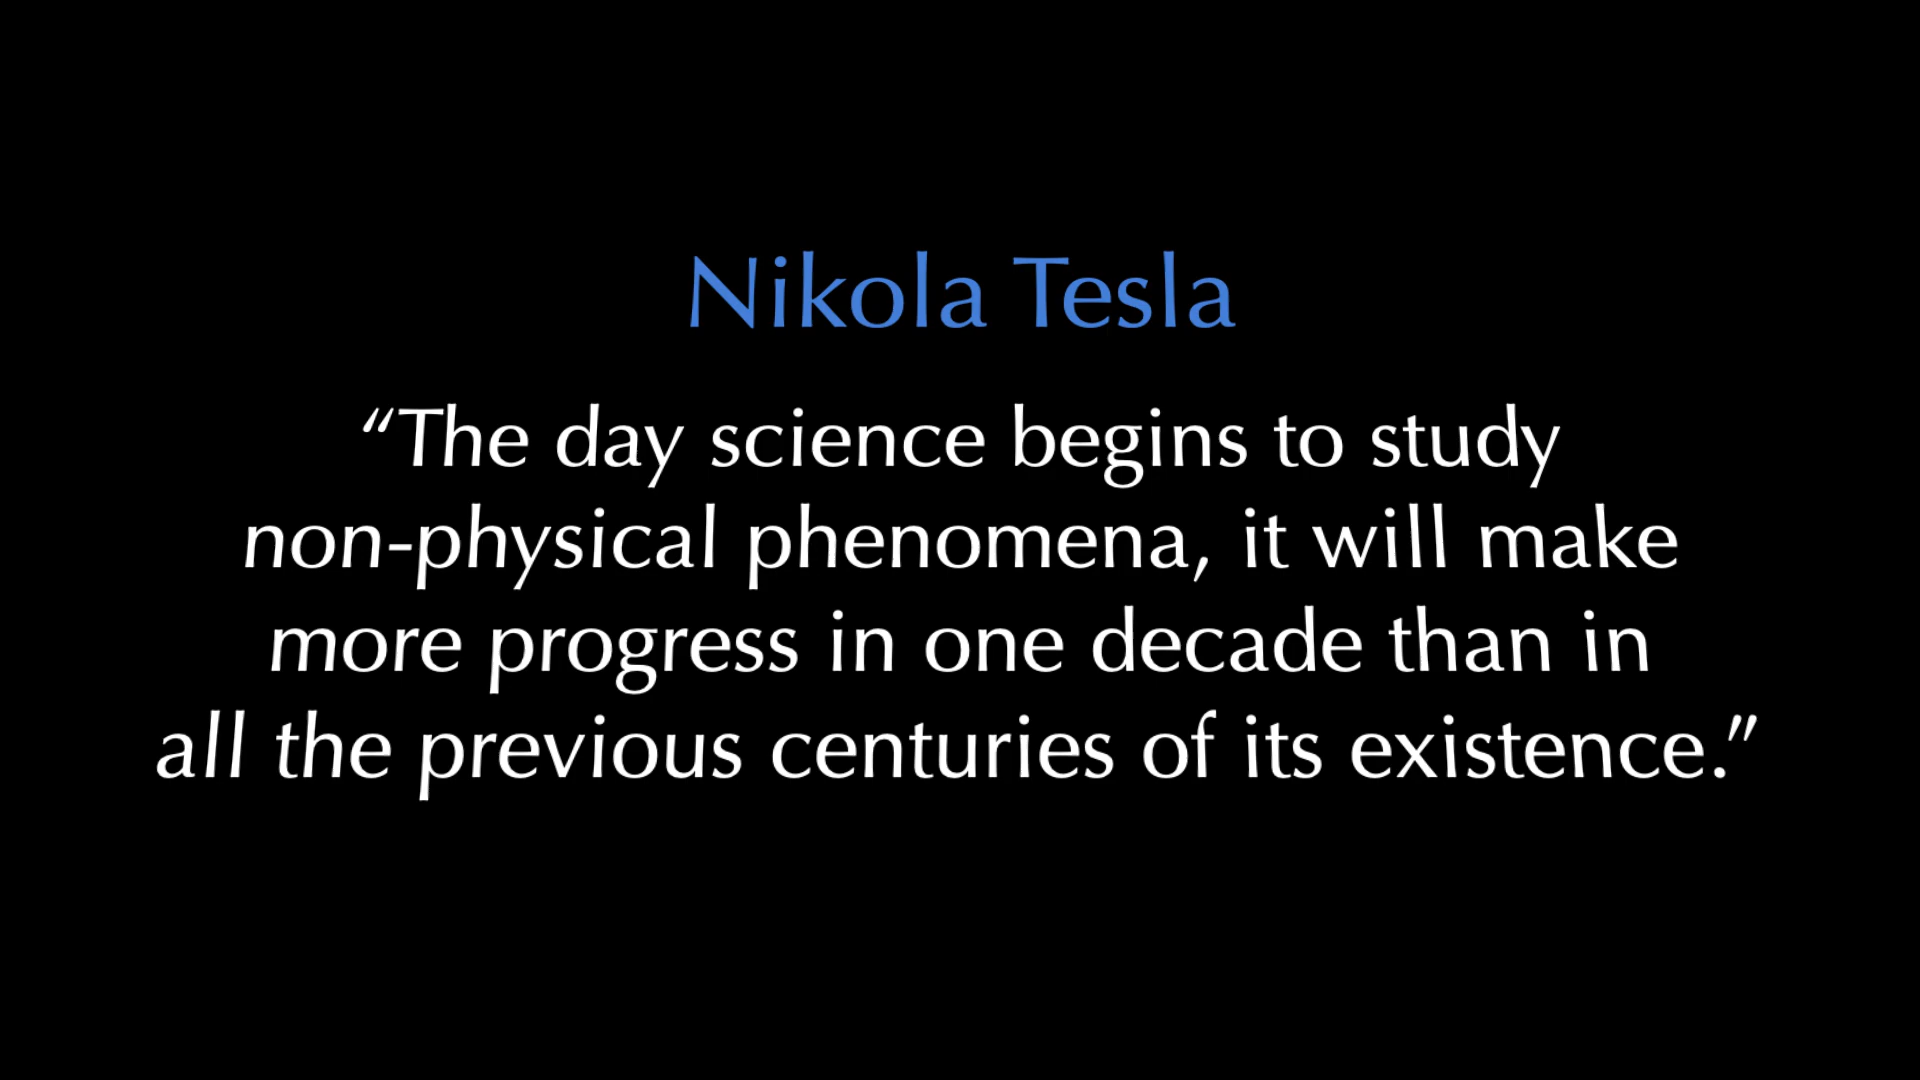 Nikola Tesla
“The day science begins to study
non-physical phenomena, it will make
more progress in one decade than in
all the previous centuries of its existence.”